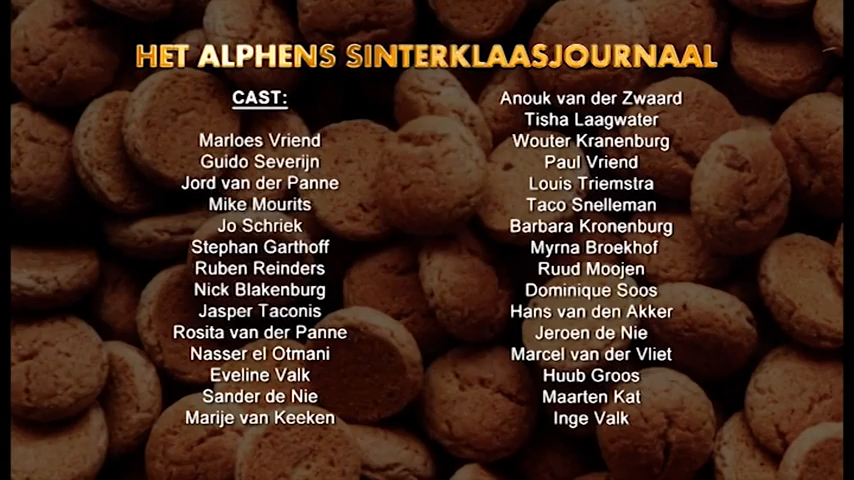 HET ALPHENS SINTERKLAASJOURNAAL
CAST:
Marloes Vriend
Guido Severijn
Jord van der Panne
Mike Mourits
Jo Schriek
Stephan Garthoff
Ruben Reinders
Nick Blakenburg
Jasper Taconis
Rosita van der Panne
Nasser el Otmani
Eveline Valk
Sander de Nie
Marije van Keeken
Anouk van der Zwaard
Tisha Laagwater
Wouter Kranenburg
Paul Vriend
Louis Triemstra
Taco Snelleman
Barbara Kronenburg
Myrna Broekhof
Ruud Moojen
Dominique Soos
Hans van den Akker
Jeroen de Nie
Marcel van der Vliet
Huub Groos
Maarten Kat
Inge Valk